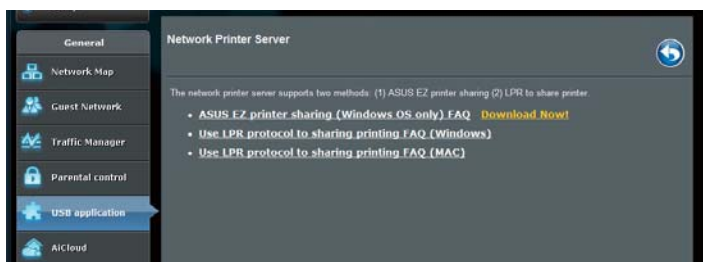 General
Network Map
Guest Network
Traffic Manager
Parental control
USB application
AiCloud
Network Printer Server
The network printer server supports two methods: (1) ASUS EZ printer sharing (2) LPR to share printer.
• ASUS EZ printer sharing (Windows OS only) FAQ Download Now!
• Use LPR protocol to sharing printing FAQ (Windows)
• Use LPR protocol to sharing printing FAQ (MAC)